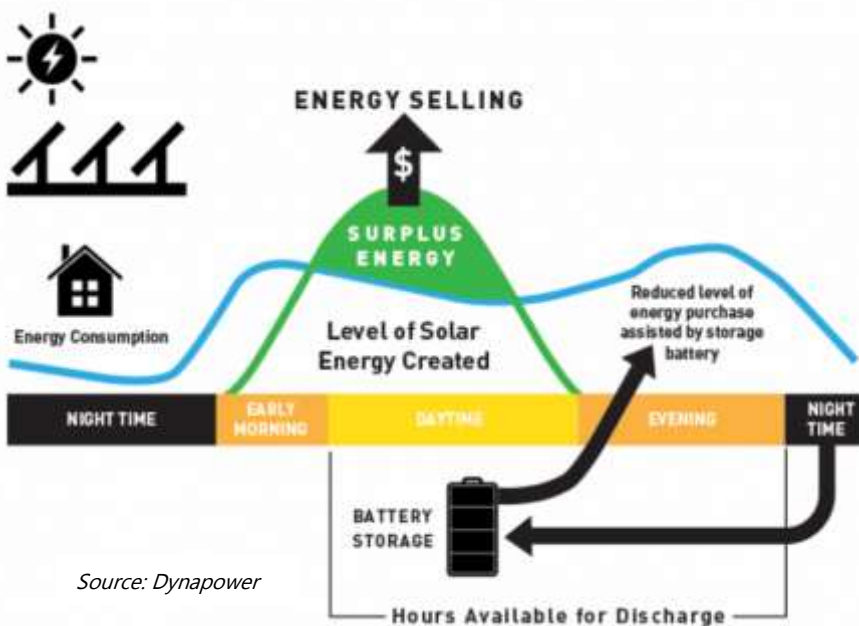 ENERGY SELLING
$
SURPLUS
ENERGY
Energy Consumption
Level of Solar
Energy Created
Reduced level of
energy purchase
assisted by storage
battery
NIGHT TIME
EARLY
MORNING
DAYTIME
EVENING
NIGHT
TIME
BATTERY
STORAGE
Source: Dynapower
Hours Available for Discharge